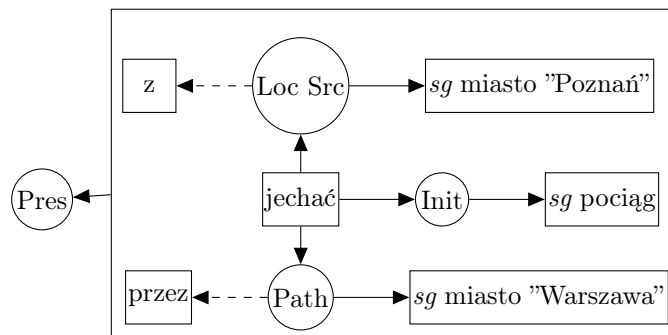 z Loc Src sg miasto "Poznań"
Pres jechać Init sg pociąg
przez Path sg miasto "Warszawa"